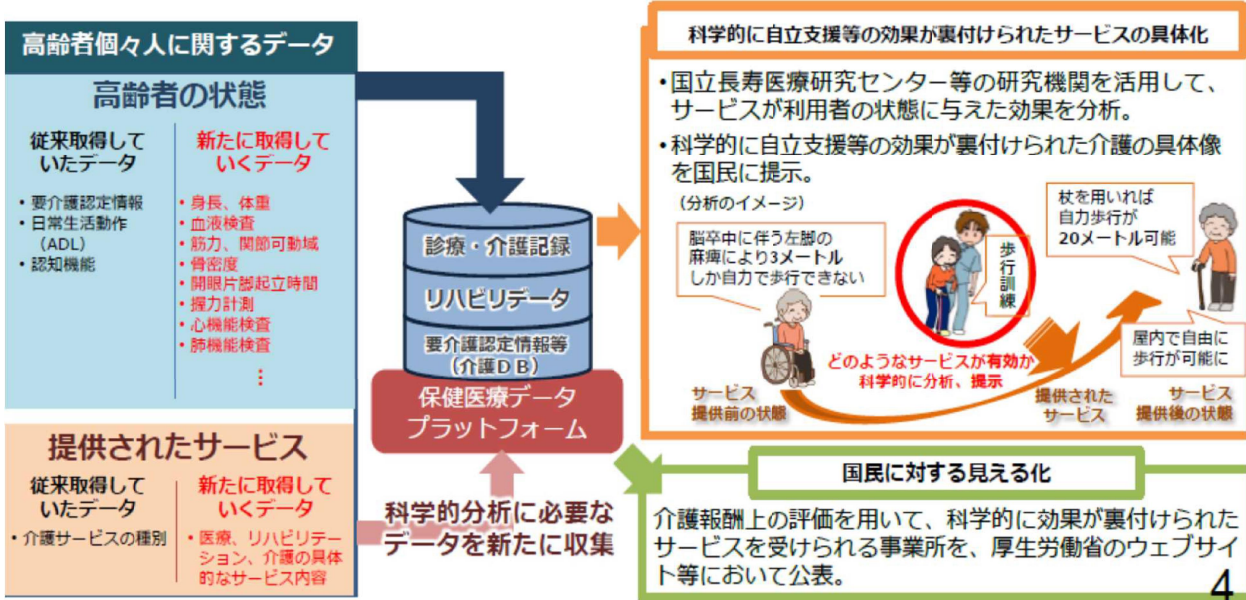 高齢者個々人に関するデータ
高齢者の状態
従来取得して
いたデータ
・要介護認定情報
・日常生活動作
（ADL）
・認知機能
新たに取得して
いくデータ
・身長、体重
・血液検査
・筋力、関節可動域
・骨密度
・開眼片脚起立時間
・握力計測
・心機能検査
・肺機能検査
⋮
提供されたサービス
従来取得して
いたデータ
・介護サービスの種別
新たに取得して
いくデータ
・医療、リハビリテー
ション、介護の具体
的なサービス内容
診療・介護記録
リハビリデータ
要介護認定情報等
（介護ＤＢ）
保健医療データ
プラットフォーム
科学的分析に必要な
データを新たに収集
科学的に自立支援等の効果が裏付けられたサービスの具体化
・国立長寿医療研究センター等の研究機関を活用して、
サービスが利用者の状態に与えた効果を分析。
・科学的に自立支援等の効果が裏付けられた介護の具体像
を国民に提示。
（分析のイメージ）
脳卒中に伴う左脚の
麻痺により3メートル
しか自力で歩行できない
歩行訓練
杖を用いれば
自力歩行が
20メートル可能
屋内で自由に
歩行が可能に
どのようなサービスが有効か
科学的に分析、提示
サービス
提供前の状態
提供された
サービス
サービス
提供後の状態
国民に対する見える化
介護報酬上の評価を用いて、科学的に効果が裏付けられた
サービスを受けられる事業所を、厚生労働省のウェブサイ
ト等において公表。
4